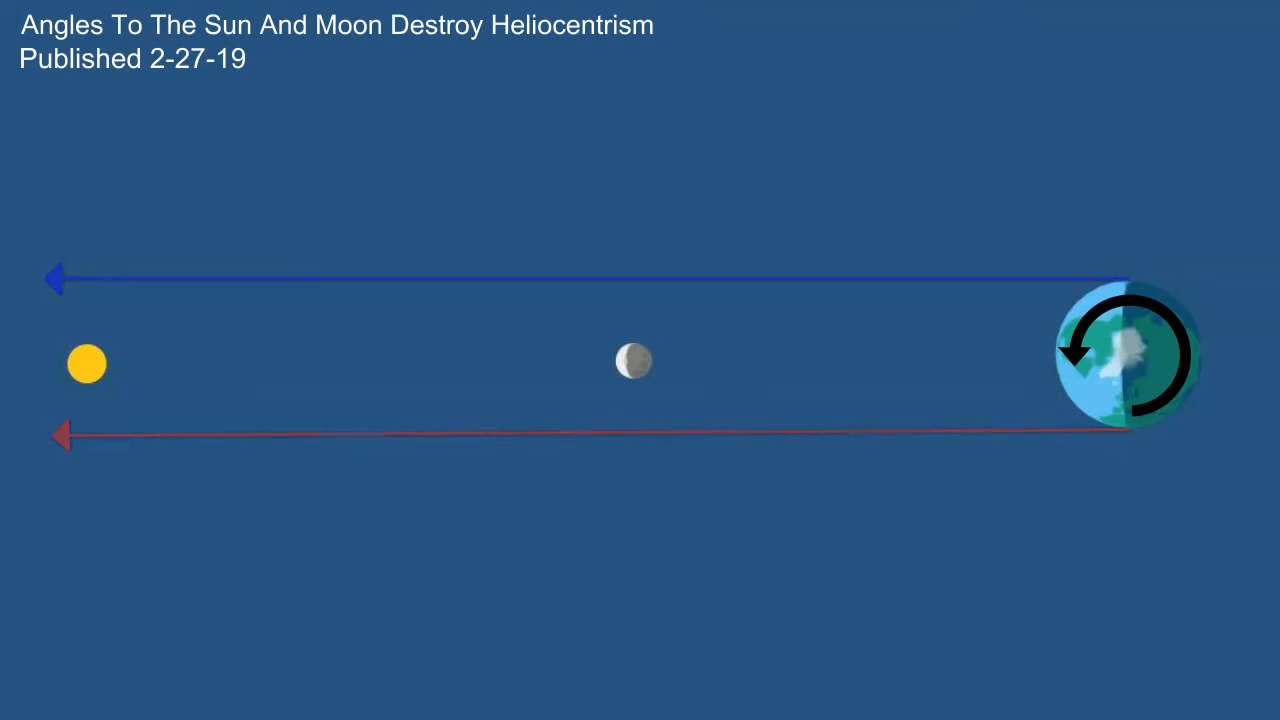 Angles To The Sun And Moon Destroy Heliocentrism
Published 2-27-19